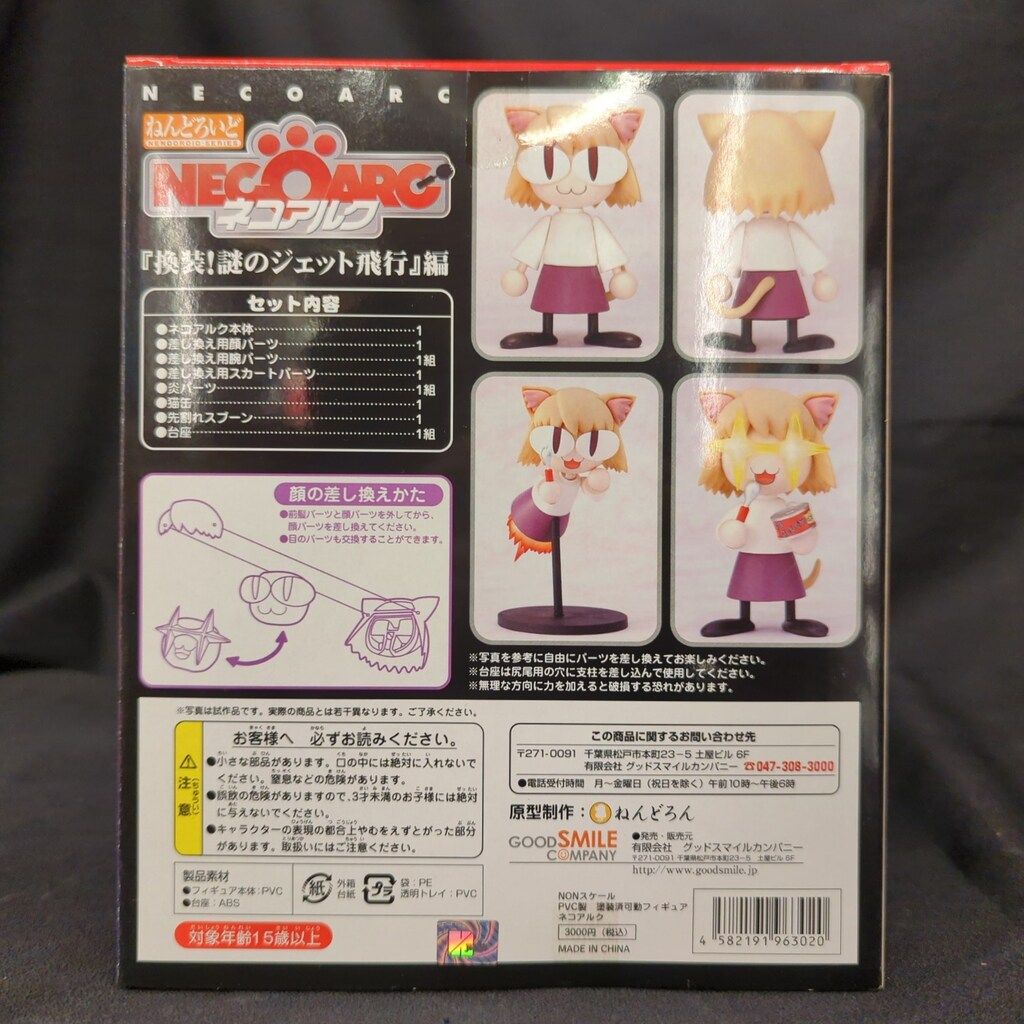 NECOARC
ねんどろいど
NENDOROID SERIES
NECOARC
ネコアルク
『換装!謎のジェット飛行』編
セット内容
●ネコアルク本体 1
●差し換え用顔パーツ 1
●差し換え用腕パーツ 1組
●差し換え用スカートパーツ 1
●炎パーツ 1組
●猫缶 1
●先割れスプーン 1
●台座 1組
顔の差し換えかた
●前髪パーツと顔パーツを外してから、
顔パーツを差し換えてください。
●目のパーツも交換することができます。
※写真を参考に自由にパーツを差し換えてお楽しみください。
※台座は尻尾用の穴に支柱を差し込んで使用してください。
※無理な方向に力を加えると破損する恐れがあります。
※写真は試作品です。実際の商品とは若干異なります。ご了承ください。
注意(ちゅうい)
お客様へ 必ずお読みください。
●小さな部品があります。口の中には絶対に入れないで
ください。窒息などの危険があります。
●誤飲の危険がありますので、3才未満のお子様には絶対
に与えないでください。
●キャラクターの表現の都合上やむをえずとがった部分
があります。取扱いにはご注意ください。
製品素材
●フィギュア本体:PVC
●台座:ABS
紙
外箱
台紙
プラ
袋:PE
透明トレイ:PVC
対象年齢15歳以上
この商品に関するお問い合わせ先
〒271-0091 千葉県松戸市本町23-5 土屋ビル 6F
有限会社 グッドスマイルカンパニー ☎047-308-3000
●電話受付時間 月〜金曜日(祝日を除く)午前10時〜午後6時
原型制作:ねんどろん
GOOD SMILE
COMPANY
●発売・販売元
有限会社 グッドスマイルカンパニー
〒271-0091 千葉県松戸市本町23-5 土屋ビル 6F
http://www.goodsmile.jp
NONスケール
PVC製 塗装済可動フィギュア
ネコアルク
3000円(税込)
MADE IN CHINA
4 582191 963020